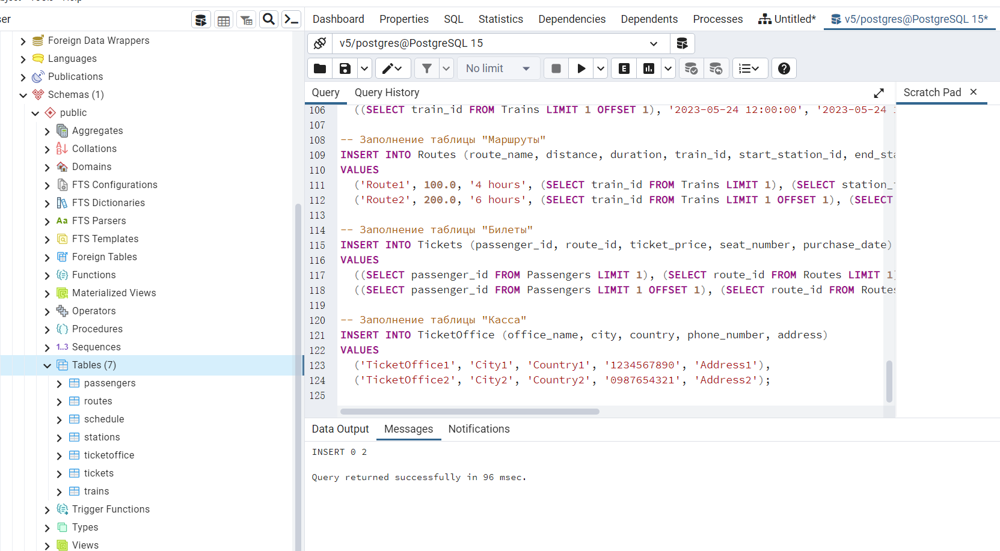 Dashboard Properties SQL Statistics Dependencies Dependents Processes Untitled* v5/postgres@PostgreSQL 15*
v5/postgres@PostgreSQL 15
No limit
E
Query Query History
Scratch Pad
Foreign Data Wrappers
Languages
Publications
Schemas (1)
public
Aggregates
Collations
Domains
FTS Configurations
FTS Dictionaries
Aa FTS Parsers
FTS Templates
Foreign Tables
Functions
Materialized Views
Operators
Procedures
1..3 Sequences
Tables (7)
passengers
routes
schedule
stations
ticketoffice
tickets
trains
Trigger Functions
Types
Views
106 ((SELECT train_id FROM Trains LIMIT 1 OFFSET 1), '2023-05-24 12:00:00', '2023-05-24
107
108 -- Заполнение таблицы "Маршруты"
109 INSERT INTO Routes (route_name, distance, duration, train_id, start_station_id, end_sta
110 VALUES
111 ('Route1', 100.0, '4 hours', (SELECT train_id FROM Trains LIMIT 1), (SELECT station_
112 ('Route2', 200.0, '6 hours', (SELECT train_id FROM Trains LIMIT 1 OFFSET 1), (SELECT
113
114 -- Заполнение таблицы "Билеты"
115 INSERT INTO Tickets (passenger_id, route_id, ticket_price, seat_number, purchase_date)
116 VALUES
117 ((SELECT passenger_id FROM Passengers LIMIT 1), (SELECT route_id FROM Routes LIMIT 1
118 ((SELECT passenger_id FROM Passengers LIMIT 1 OFFSET 1), (SELECT route_id FROM Routes
119
120 -- Заполнение таблицы "Касса"
121 INSERT INTO TicketOffice (office_name, city, country, phone_number, address)
122 VALUES
123 ('TicketOffice1', 'City1', 'Country1', '1234567890', 'Address1'),
124 ('TicketOffice2', 'City2', 'Country2', '0987654321', 'Address2');
125
Data Output Messages Notifications
INSERT 0 2
Query returned successfully in 96 msec.